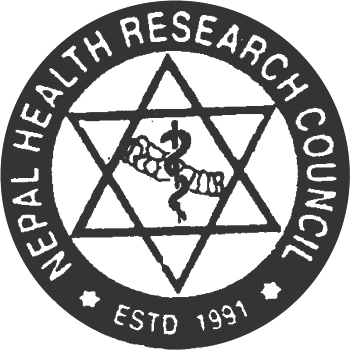 NEPAL HEALTH RESEARCH COUNCIL
ESTD 1991